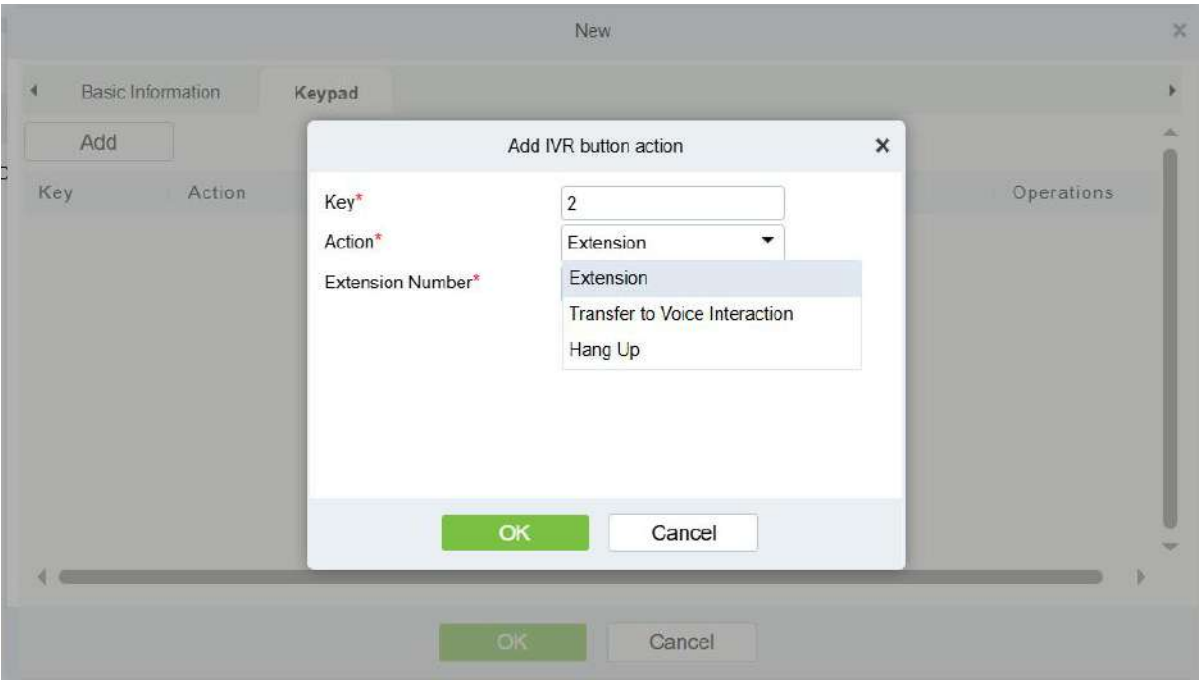 New
Basic Information Keypad
Add
Key Action Operations
Add IVR button action
Key* 2
Action* Extension
Extension Number* Extension
Transfer to Voice Interaction
Hang Up
OK Cancel
OK Cancel